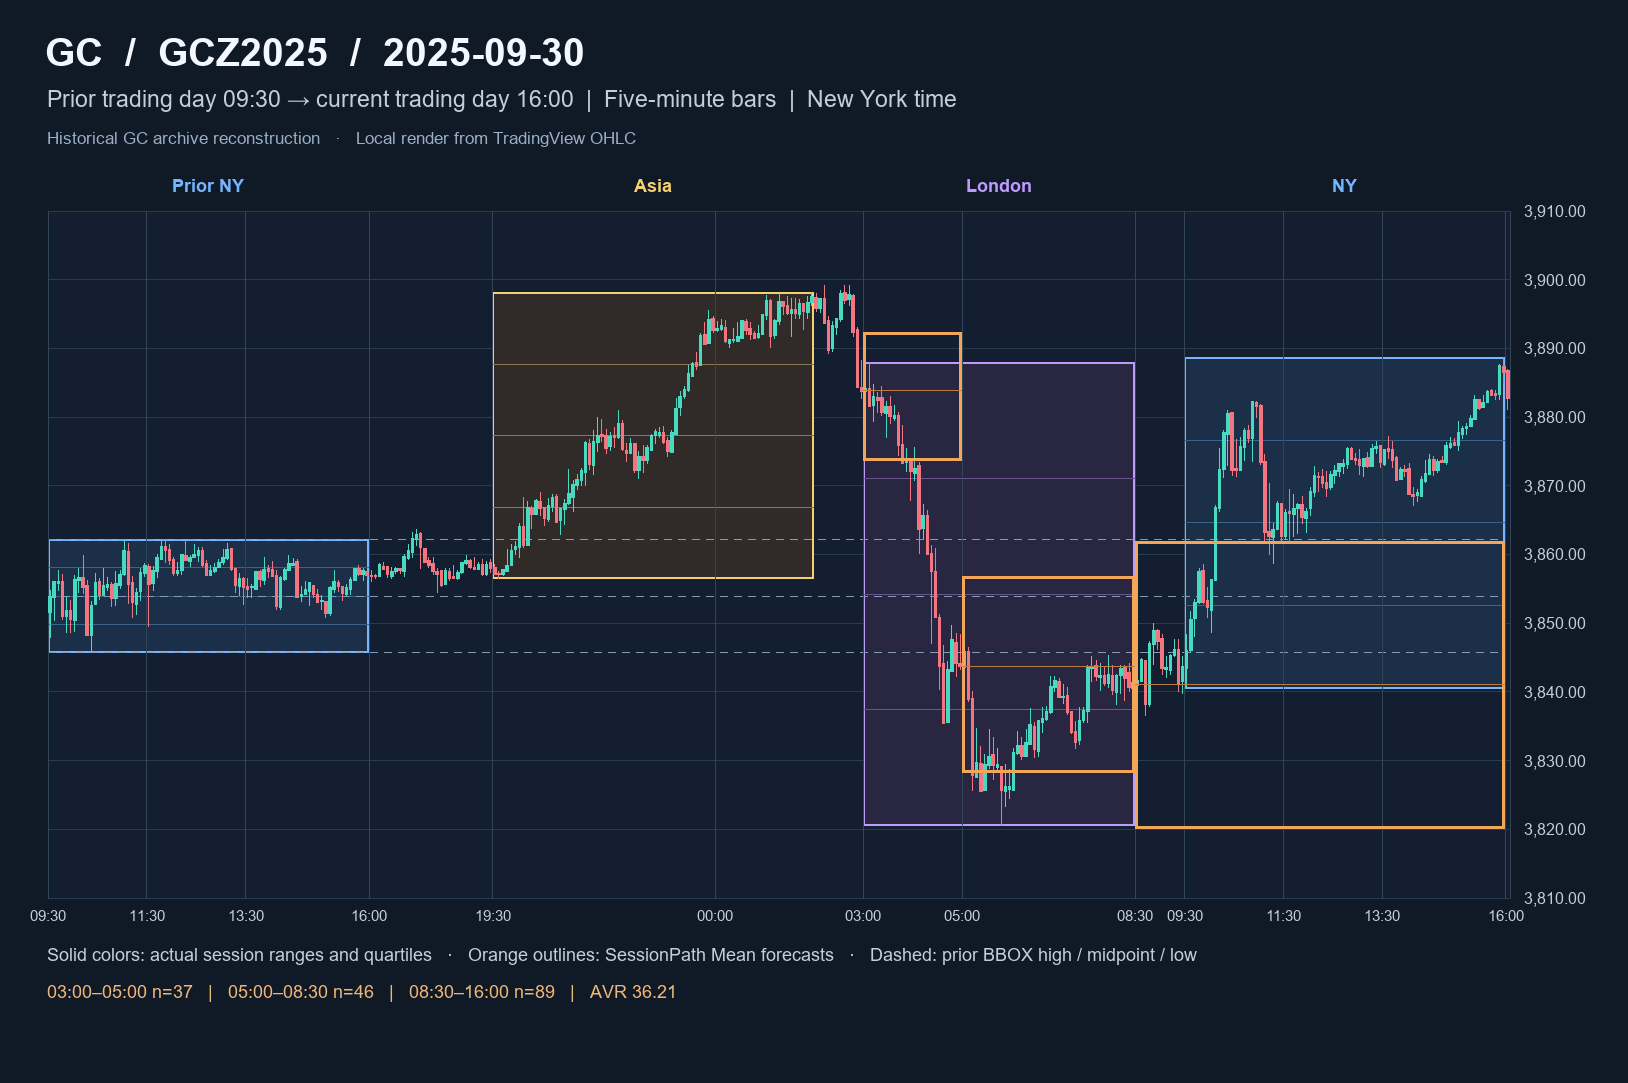 GC / GCZ2025 / 2025-09-30
Prior trading day 09:30 → current trading day 16:00 | Five-minute bars | New York time
Historical GC archive reconstruction · Local render from TradingView OHLC
Prior NY Asia London NY
3,910.00
3,900.00
3,890.00
3,880.00
3,870.00
3,860.00
3,850.00
3,840.00
3,830.00
3,820.00
3,810.00
09:30 11:30 13:30 16:00 19:30 00:00 03:00 05:00 08:30 09:30 11:30 13:30 16:00
Solid colors: actual session ranges and quartiles · Orange outlines: SessionPath Mean forecasts · Dashed: prior BBOX high / midpoint / low
03:00–05:00 n=37 | 05:00–08:30 n=46 | 08:30–16:00 n=89 | AVR 36.21